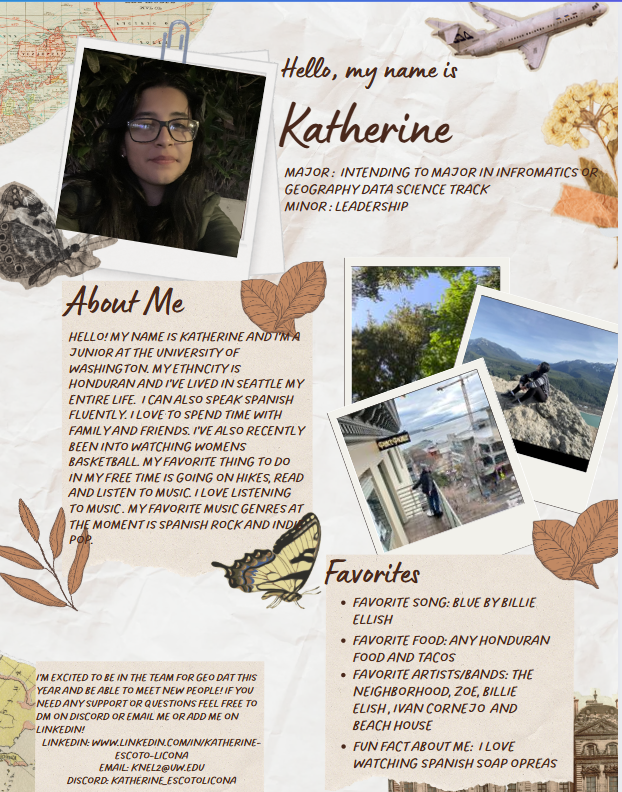 Hello, my name is
Katherine
MAJOR: INTENDING TO MAJOR IN INFROMATICS OR
GEOGRAPHY DATA SCIENCE TRACK
MINOR: LEADERSHIP
About Me
HELLO! MY NAME IS KATHERINE AND I'M A
JUNIOR AT THE UNIVERSITY OF
WASHINGTON. MY ETHNCITY IS
HONDURAN AND I'VE LIVED IN SEATTLE MY
ENTIRE LIFE. I CAN ALSO SPEAK SPANISH
FLUENTLY. I LOVE TO SPEND TIME WITH
FAMILY AND FRIENDS. I'VE ALSO RECENTLY
BEEN INTO WATCHING WOMENS
BASKETBALL. MY FAVORITE THING TO DO
IN MY FREE TIME IS GOING ON HIKES, READ
AND LISTEN TO MUSIC. I LOVE LISTENING
TO MUSIC. MY FAVORITE MUSIC GENRES AT
THE MOMENT IS SPANISH ROCK AND INDI
POP.
Favorites
• FAVORITE SONG: BLUE BY BILLIE
ELLISH
• FAVORITE FOOD: ANY HONDURAN
FOOD AND TACOS
• FAVORITE ARTISTS/BANDS: THE
NEIGHBORHOOD, ZOE, BILLIE
ELISH, IVAN CORNEJO AND
BEACH HOUSE
• FUN FACT ABOUT ME: I LOVE
WATCHING SPANISH SOAP OPREAS
I'M EXCITED TO BE IN THE TEAM FOR GEO DAT THIS
YEAR AND BE ABLE TO MEET NEW PEOPLE! IF YOU
NEED ANY SUPPORT OR QUESTIONS FEEL FREE TO
DM ON DISCORD OR EMAIL ME OR ADD ME ON
LINKEDIN!
LINKEDIN: WWW.LINKEDIN.COM/IN/KATHERINE-
ESCOTO-LICONA
EMAIL: KNEL2@UW.EDU
DISCORD: KATHERINE_ESCOTOLICONA